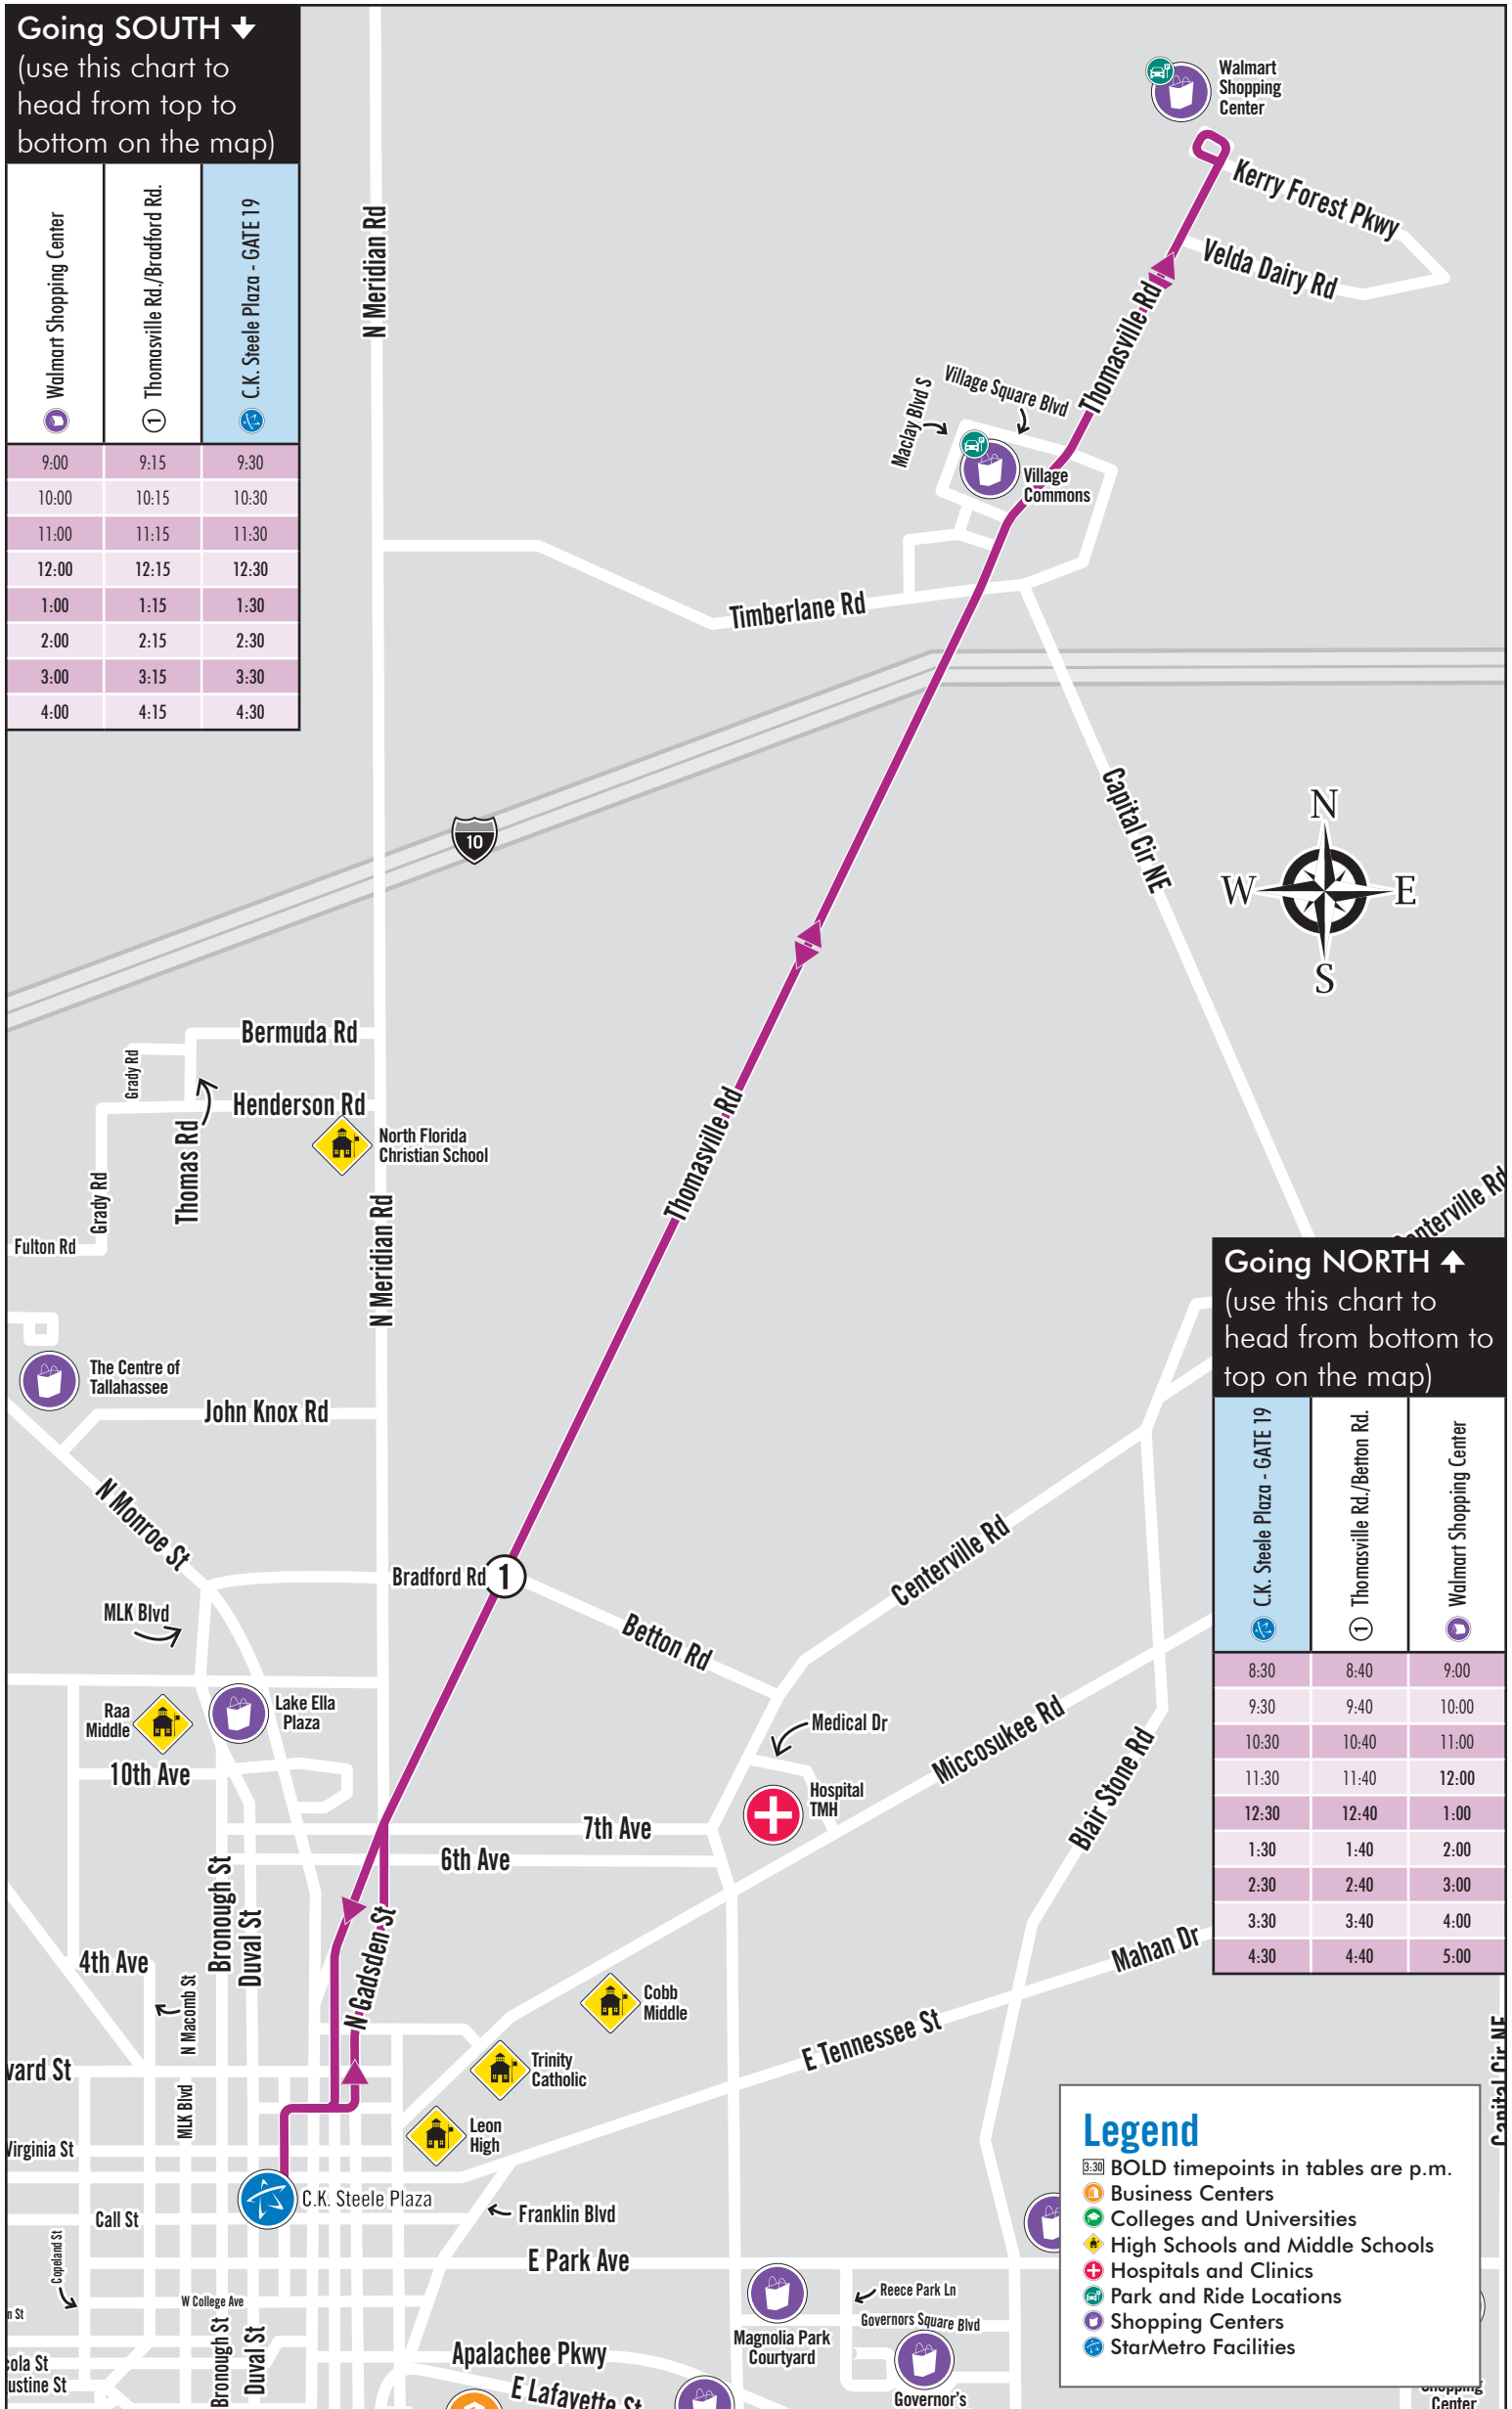 Going SOUTH
(use this chart to
head from top to
bottom on the map)
Walmart Shopping Center
1 Thomasville Rd./Bradford Rd.
C.K. Steele Plaza - GATE 19
9:00 9:15 9:30
10:00 10:15 10:30
11:00 11:15 11:30
12:00 12:15 12:30
1:00 1:15 1:30
2:00 2:15 2:30
3:00 3:15 3:30
4:00 4:15 4:30
N Meridian Rd
Walmart
Shopping
Center
Kerry Forest Pkwy
Velda Dairy Rd
Thomasville Rd
Village Square Blvd
Maclay Blvd S
Village
Commons
Timberlane Rd
10
Capital Cir NE
N
W
E
S
Bermuda Rd
Grady Rd
Henderson Rd
Thomas Rd
North Florida
Christian School
Grady Rd
Fulton Rd
Thomasville Rd
N Meridian Rd
The Centre of
Tallahassee
John Knox Rd
N Monroe St
Going NORTH
(use this chart to
head from bottom to
top on the map)
C.K. Steele Plaza - GATE 19
1 Thomasville Rd./Betton Rd.
Walmart Shopping Center
8:30 8:40 9:00
9:30 9:40 10:00
10:30 10:40 11:00
11:30 11:40 12:00
12:30 12:40 1:00
1:30 1:40 2:00
2:30 2:40 3:00
3:30 3:40 4:00
4:30 4:40 5:00
Bradford Rd
1
Centerville Rd
MLK Blvd
Betton Rd
Raa
Middle
Lake Ella
Plaza
Medical Dr
Miccosukee Rd
10th Ave
Hospital
TMH
Blair Stone Rd
7th Ave
6th Ave
Bronough St
Duval St
N Gadsden St
4th Ave
N Macomb St
Mahan Dr
Cobb
Middle
E Tennessee St
Trinity
Catholic
vard St
MLK Blvd
Leon
High
Virginia St
C.K. Steele Plaza
Call St
Franklin Blvd
Copeland St
E Park Ave
W College Ave
n St
Reece Park Ln
Governors Square Blvd
Magnolia Park
Courtyard
Bronough St
Duval St
Apalachee Pkwy
cola St
ustine St
E Lafayette St
Governor's
Capital Cir NE
Legend
3:30 BOLD timepoints in tables are p.m.
Business Centers
Colleges and Universities
High Schools and Middle Schools
Hospitals and Clinics
Park and Ride Locations
Shopping Centers
StarMetro Facilities
Shopping
Center